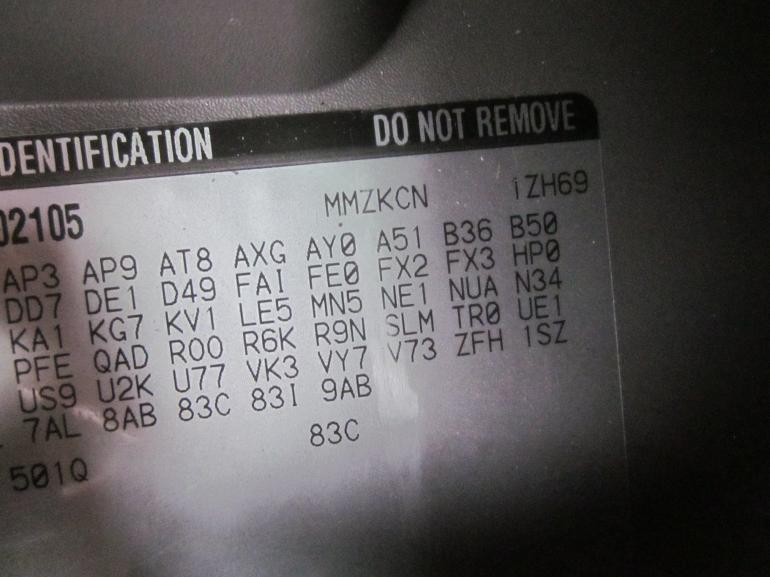 DENTIFICATION DO NOT REMOVE
02105 MMZKCN iZH69
AP3 AP9 AT8 AXG AY0 A51 B36 B50
DD7 DE1 D49 FAI FE0 FX2 FX3 HP0
KA1 KG7 KV1 LE5 MN5 NE1 NUA N34
PFE QAD R00 R6K R9N SLM TR0 UE1
US9 U2K U77 VK3 VY7 V73 ZFH 1SZ
7AL 8AB 83C 83I 9AB
83C
501Q